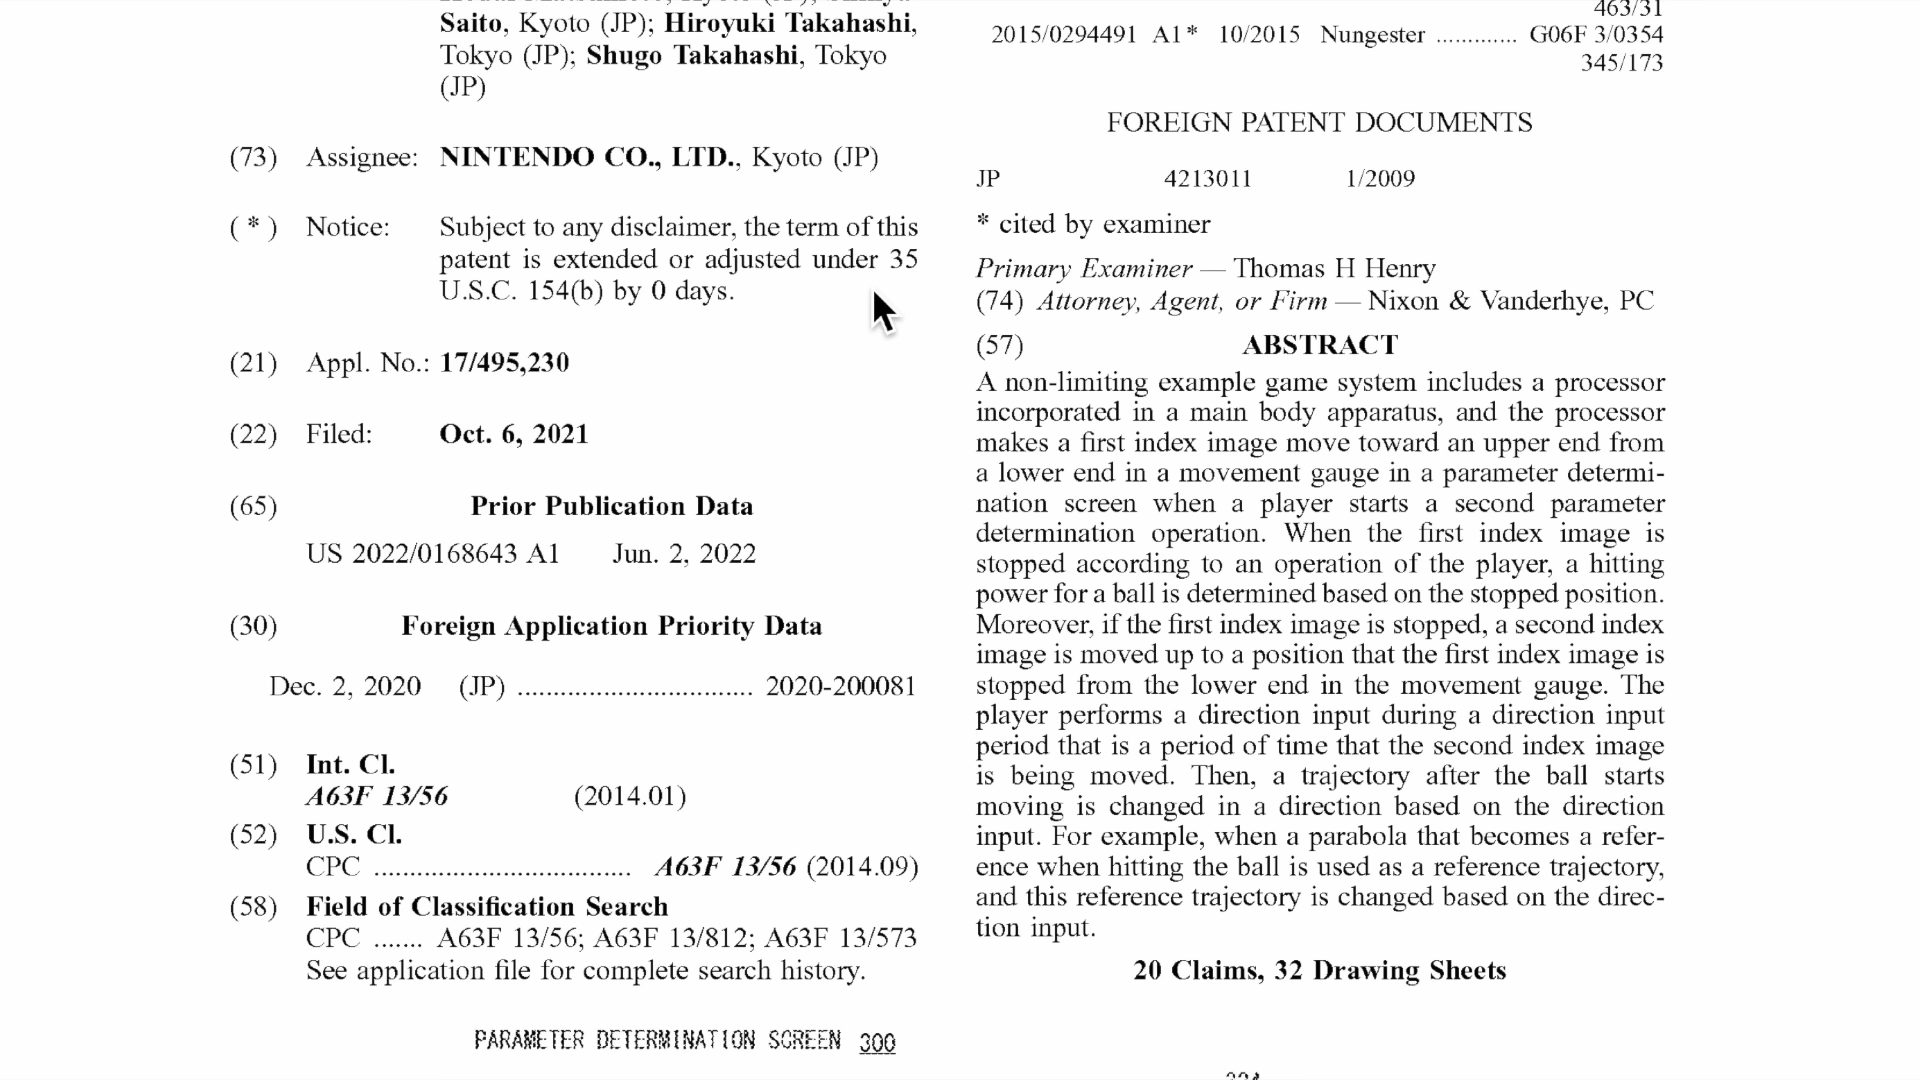 Saito, Kyoto (JP); Hiroyuki Takahashi,
Tokyo (JP); Shugo Takahashi, Tokyo
(JP)
(73) Assignee: NINTENDO CO., LTD., Kyoto (JP)
( * ) Notice: Subject to any disclaimer, the term of this
patent is extended or adjusted under 35
U.S.C. 154(b) by 0 days.
(21) Appl. No.: 17/495,230
(22) Filed: Oct. 6, 2021
(65) Prior Publication Data
US 2022/0168643 A1 Jun. 2, 2022
(30) Foreign Application Priority Data
Dec. 2, 2020 (JP) ................................. 2020-200081
(51) Int. Cl.
A63F 13/56 (2014.01)
(52) U.S. Cl.
CPC .................................... A63F 13/56 (2014.09)
(58) Field of Classification Search
CPC ....... A63F 13/56; A63F 13/812; A63F 13/573
See application file for complete search history.
463/31
2015/0294491 A1* 10/2015 Nungester ............. G06F 3/0354
345/173
FOREIGN PATENT DOCUMENTS
JP 4213011 1/2009
* cited by examiner
Primary Examiner — Thomas H Henry
(74) Attorney, Agent, or Firm — Nixon & Vanderhye, PC
(57) ABSTRACT
A non-limiting example game system includes a processor
incorporated in a main body apparatus, and the processor
makes a first index image move toward an upper end from
a lower end in a movement gauge in a parameter determi-
nation screen when a player starts a second parameter
determination operation. When the first index image is
stopped according to an operation of the player, a hitting
power for a ball is determined based on the stopped position.
Moreover, if the first index image is stopped, a second index
image is moved up to a position that the first index image is
stopped from the lower end in the movement gauge. The
player performs a direction input during a direction input
period that is a period of time that the second index image
is being moved. Then, a trajectory after the ball starts
moving is changed in a direction based on the direction
input. For example, when a parabola that becomes a refer-
ence when hitting the ball is used as a reference trajectory,
and this reference trajectory is changed based on the direc-
tion input.
20 Claims, 32 Drawing Sheets
PARAMETER DETERMINATION SCREEN 300